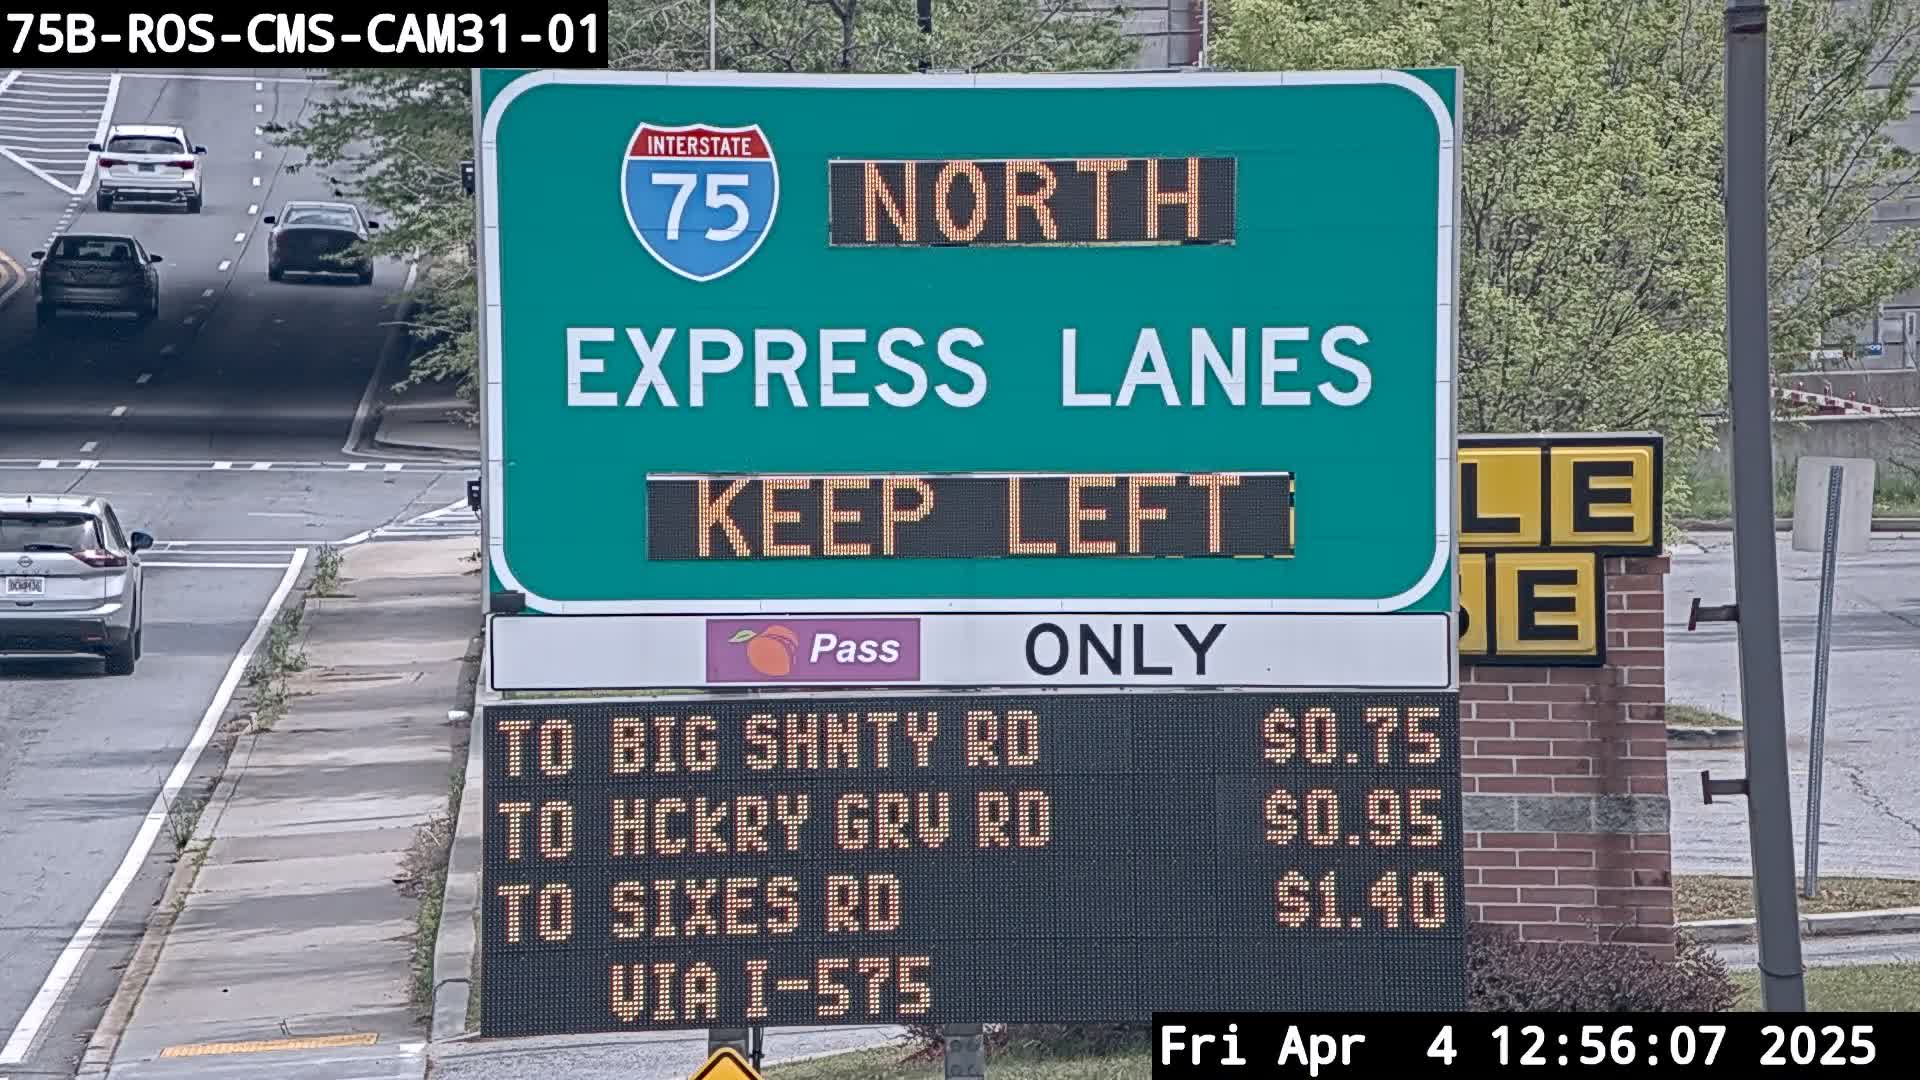 75B-ROS-CMS-CAM31-01
INTERSTATE
75
NORTH
EXPRESS LANES
KEEP LEFT
LE
E
Pass ONLY
TO BIG SHNTY RD $0.75
TO HCKRY GRV RD $0.95
TO SIXES RD $1.40
VIA I-575
Fri Apr 4 12:56:07 2025